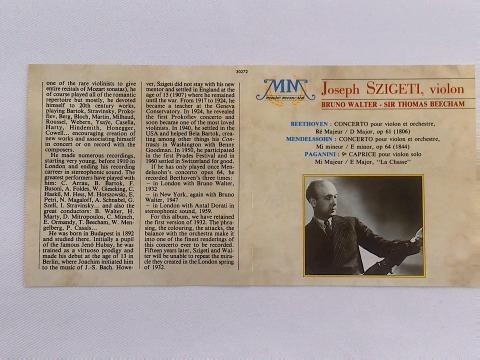 30272
one of the rare violinists to give
entire recitals of Mozart sonatas), he
of course played all of the romantic
repertoire but mostly, he devoted
himself to 20th century works,
playing Bartok, Stravinsky, Proko-
fiev, Berg, Bloch, Martin, Milhaud,
Roussel, Webern, Ysaÿe, Casella,
Harty, Hindemith, Honegger,
Cowell... encouraging creation of
new works and associating himself
in concert or on record with the
composers.
He made numerous recordings,
starting very young, before 1910 in
London and ending his recording
career in stereophonic sound. The
greatest performers have played with
him: C. Arrau, B. Bartok, F.
Busoni, A. Foldes, W. Gieseking, C.
Haskil, M. Hess, M. Horszowski, E.
Petri, N. Magaloff, A. Schnabel, G.
Szell, I. Stravinsky... and also the
great conductors: B. Walter, H.
Harty, D. Mitropoulos, C. Münch,
E. Ormandy, T. Beecham, W. Men-
gelberg, P. Casals...
He was born in Budapest in 1892
and studied there. Initially a pupil
of the famous Jenö Hubay, he was
trained as a virtuoso prodigy and
made his debut at the age of 13 in
Berlin, where Joachim initiated him
to the music of J.-S. Bach. Howe-
ver, Szigeti did not stay with his new
mentor and settled in England at the
age of 15 (1907) where he remained
until the war. From 1917 to 1924, he
became a teacher at the Geneva
Conservatory. In 1924, he revealed
the first Prokofiev concerto and
soon became one of the most loved
violinists. In 1940, he settled in the
USA and helped Bela Bartok, crea-
ting among other things his Con-
trasts in Washington with Benny
Goodman. In 1950, he participated
in the first Prades Festival and in
1960 settled in Switzerland for good.
If he has only played once Men-
delssohn's concerto opus 64, he
recorded Beethoven's three times:
— in London with Bruno Walter,
1932
— in New York, again with Bruno
Walter, 1947
— in London with Antal Dorati in
stereophonic sound, 1959.
For this album, we have retained
the first version of 1932. The phra-
sing, the colouring, the attacks, the
balance with the orchestra make it
into one of the finest renderings of
this concerto ever to be recorded.
Fifteen years later, Szigeti and Wal-
ter will be unable to repeat the mira-
cle they created in the London spring
of 1932.
MM
Joseph SZIGETI, violon
BRUNO WALTER - SIR THOMAS BEECHAM
BEETHOVEN : CONCERTO pour violon et orchestre,
Ré Majeur / D Major, op 61 (1806)
MENDELSSOHN : CONCERTO pour violon et orchestre,
Mi mineur / E minor, op 64 (1844)
PAGANINI : 9e CAPRICE pour violon solo
Mi Majeur / E Major, "La Chasse"